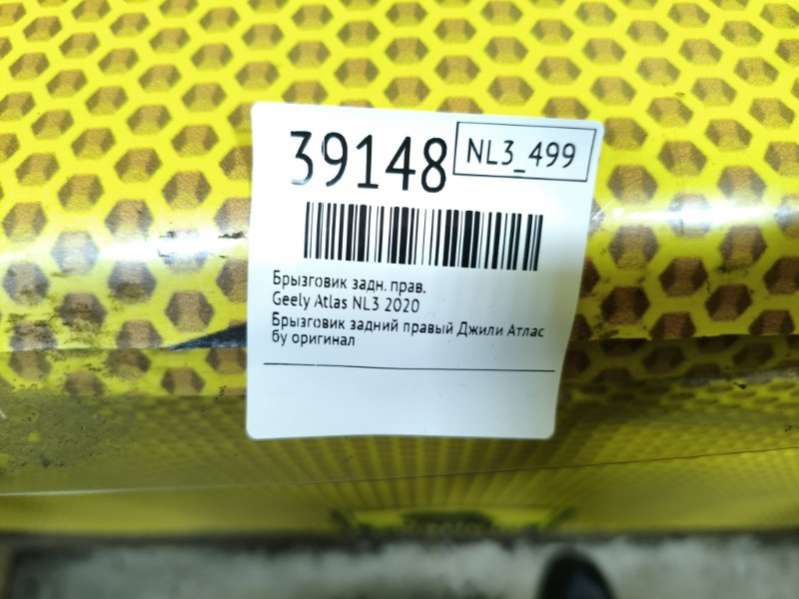 39148
NL3_499
Брызговик задн. прав.
Geely Atlas NL3 2020
Брызговик задний правый Джили Атлас
бу оригинал